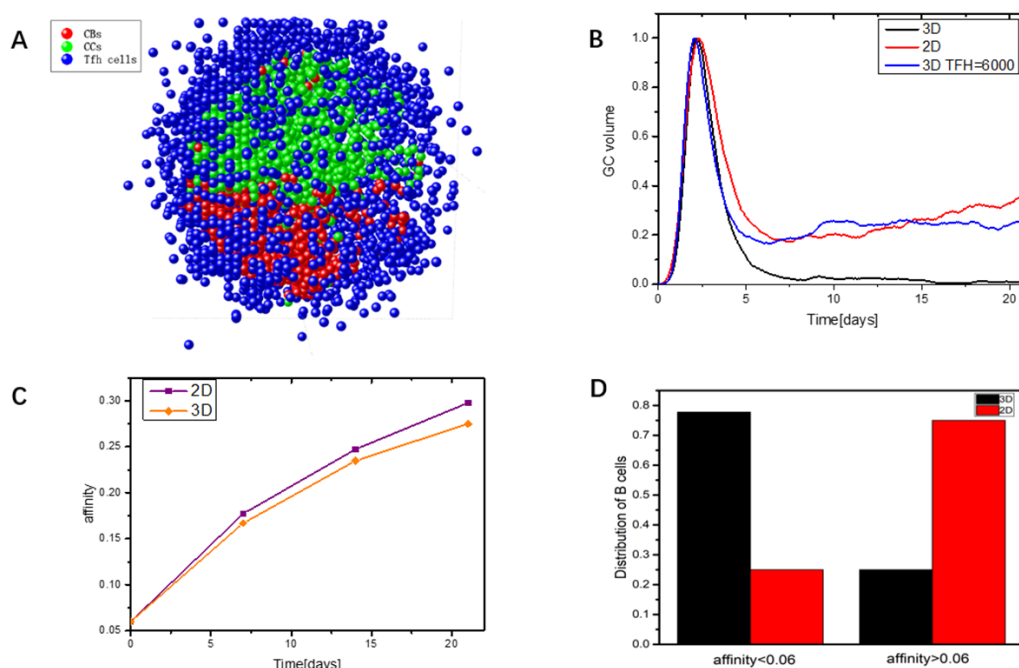 A
CBs
CCs
Tfh cells
B
3D
2D
3D TFH=6000
GC volume
1.0
0.8
0.6
0.4
0.2
0.0
0 5 10 15 20
Time[days]
C
2D
3D
affinity
0.30
0.25
0.20
0.15
0.10
0.05
0 5 10 15 20
Time[days]
D
3D
2D
Distribution of B cells
0.8
0.7
0.6
0.5
0.4
0.3
0.2
0.1
0.0
affinity<0.06 affinity>0.06